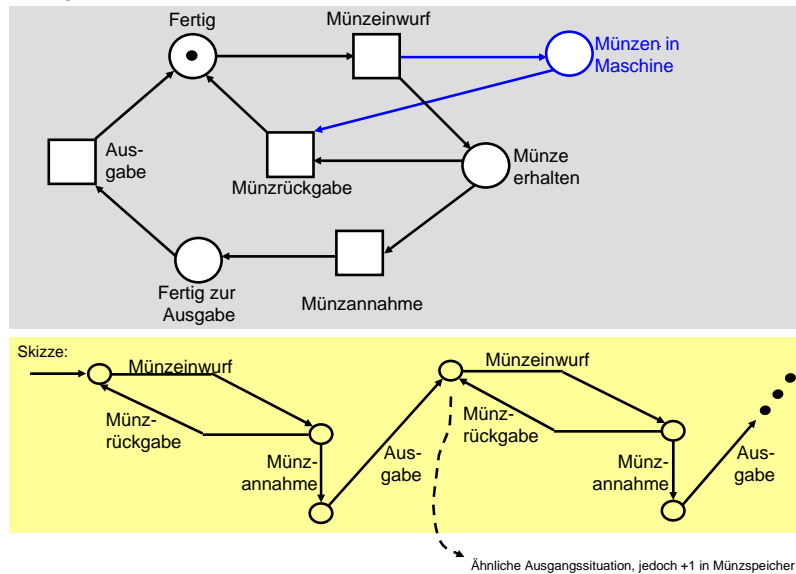 Fertig
Münzeinwurf
Münzen in
Maschine
Aus-
gabe
Münzrückgabe
Münze
erhalten
Fertig zur
Ausgabe
Münzannahme
Skizze:
Münzeinwurf
Münz-
rückgabe
Münz-
annahme
Aus-
gabe
Münzeinwurf
Münz-
rückgabe
Münz-
annahme
Aus-
gabe
Ähnliche Ausgangssituation, jedoch +1 in Münzspeicher